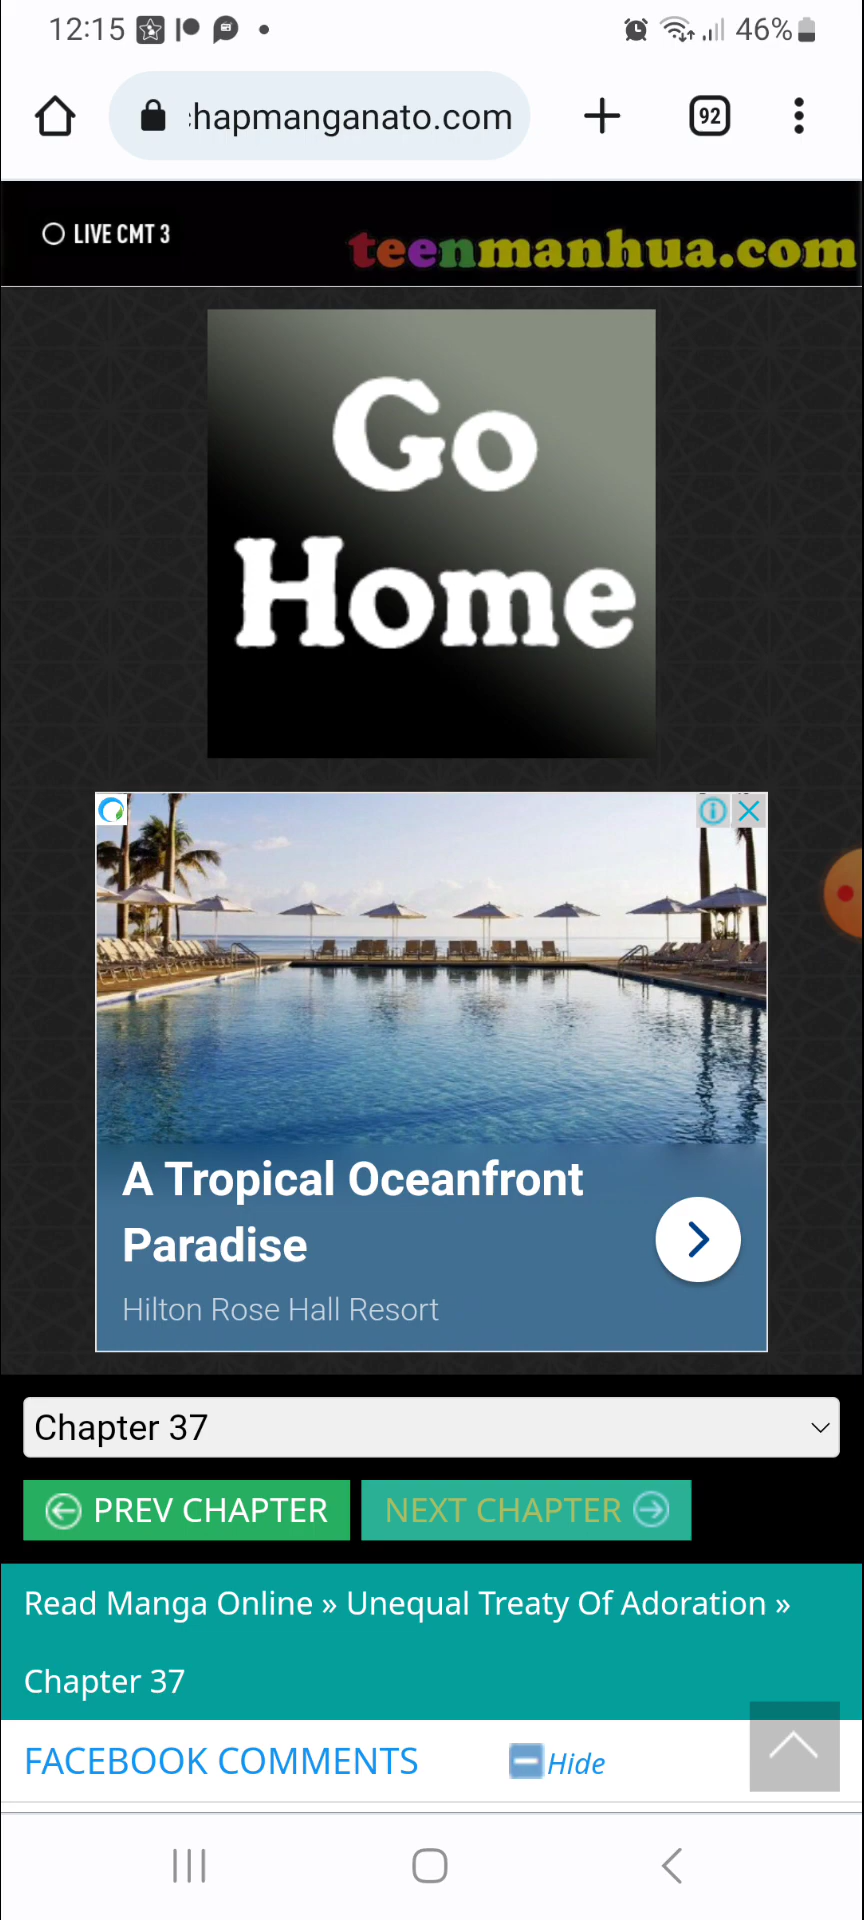 12:15
46%
hapmanganato.com
92
LIVE CMT 3
teenmanhua.com
Go
Home
A Tropical Oceanfront
Paradise
Hilton Rose Hall Resort
Chapter 37
PREV CHAPTER
NEXT CHAPTER
Read Manga Online » Unequal Treaty Of Adoration »
Chapter 37
FACEBOOK COMMENTS
Hide